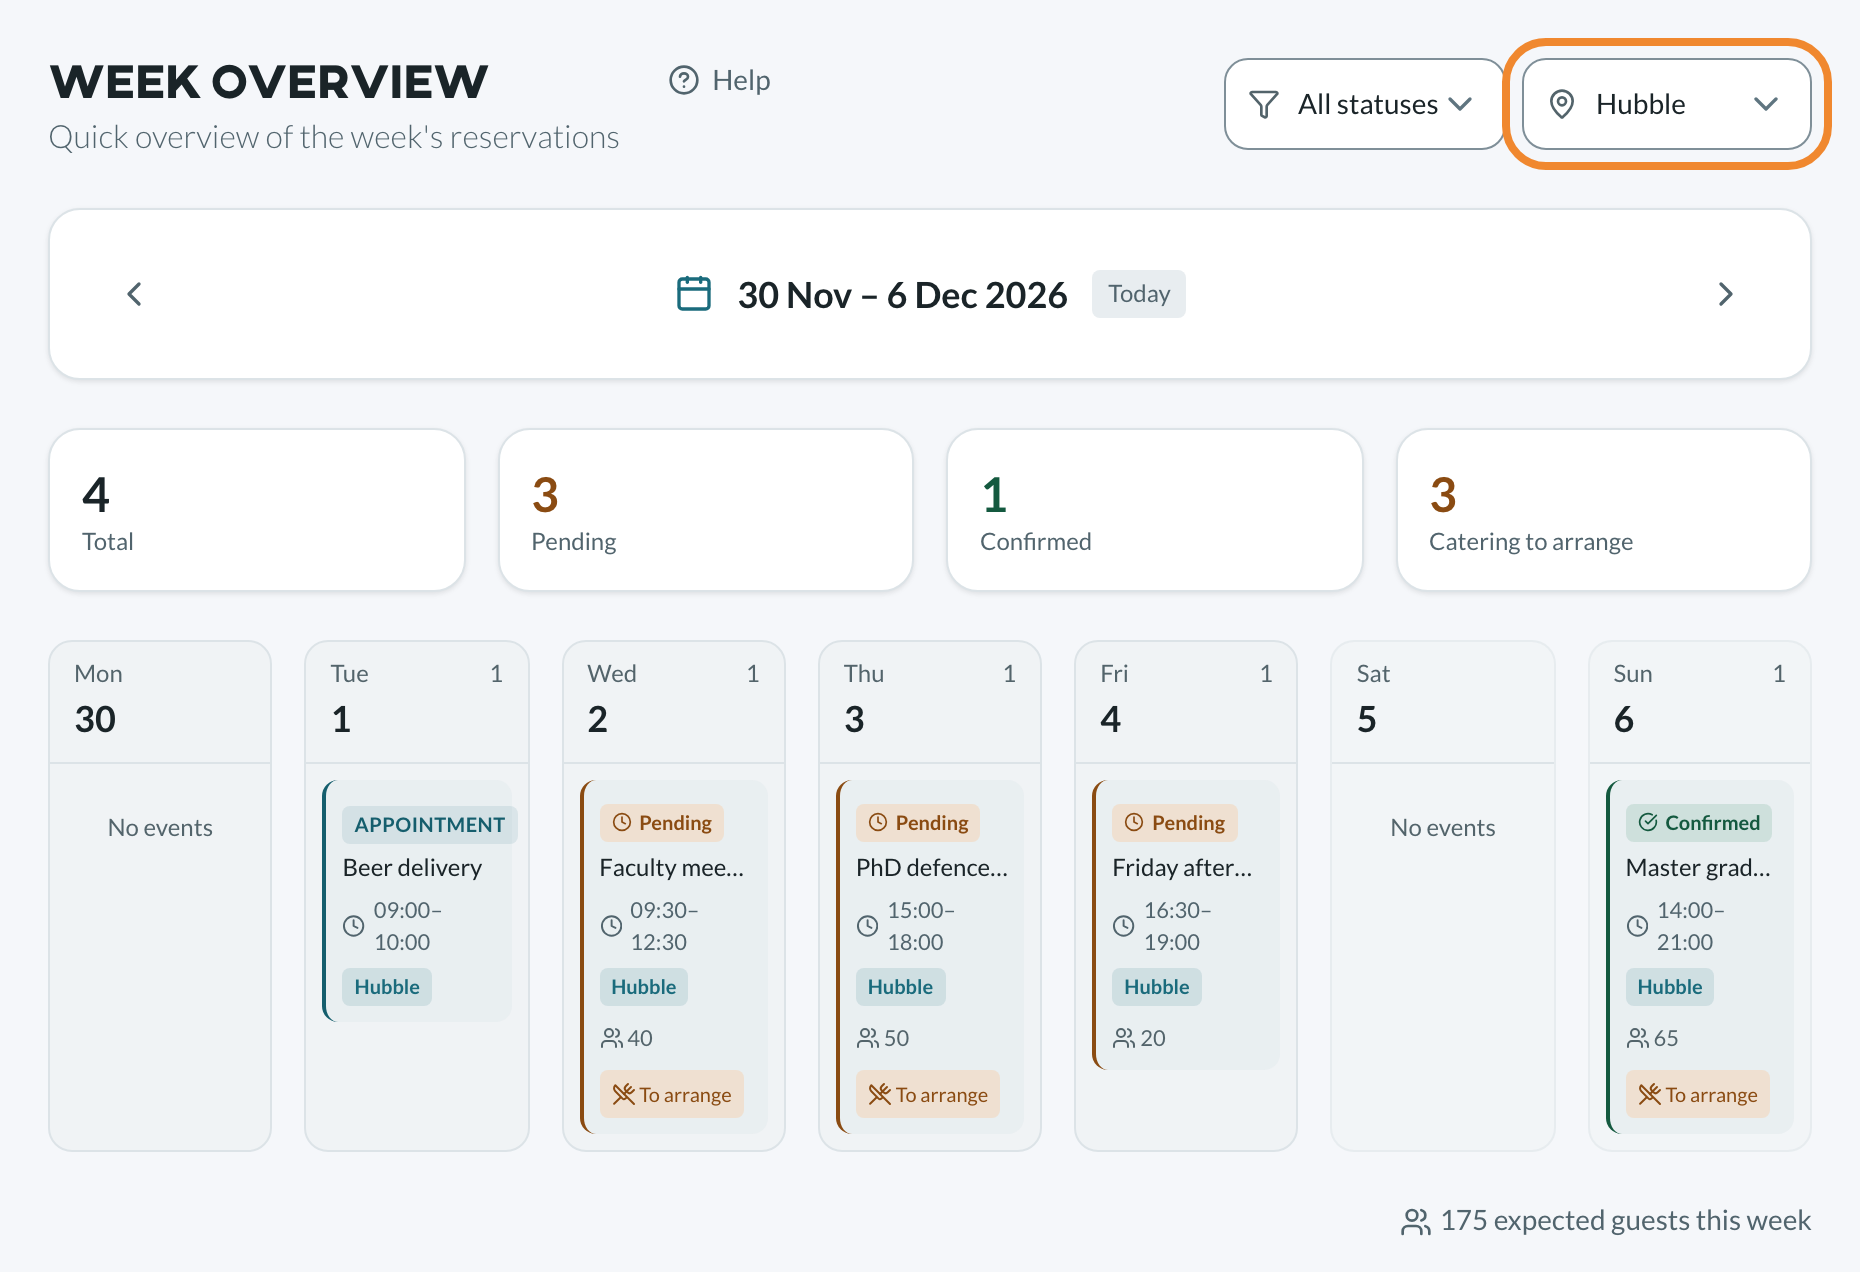 WEEK OVERVIEW
Help
Quick overview of the week's reservations
All statuses
Hubble
30 Nov – 6 Dec 2026
Today
4
Total
3
Pending
1
Confirmed
3
Catering to arrange
Mon
30
No events
Tue 1
1
APPOINTMENT
Beer delivery
09:00–
10:00
Hubble
Wed 1
2
Pending
Faculty mee...
09:30–
12:30
Hubble
40
To arrange
Thu 1
3
Pending
PhD defence...
15:00–
18:00
Hubble
50
To arrange
Fri 1
4
Pending
Friday after...
16:30–
19:00
Hubble
20
Sat
5
No events
Sun 1
6
Confirmed
Master grad...
14:00–
21:00
Hubble
65
To arrange
175 expected guests this week